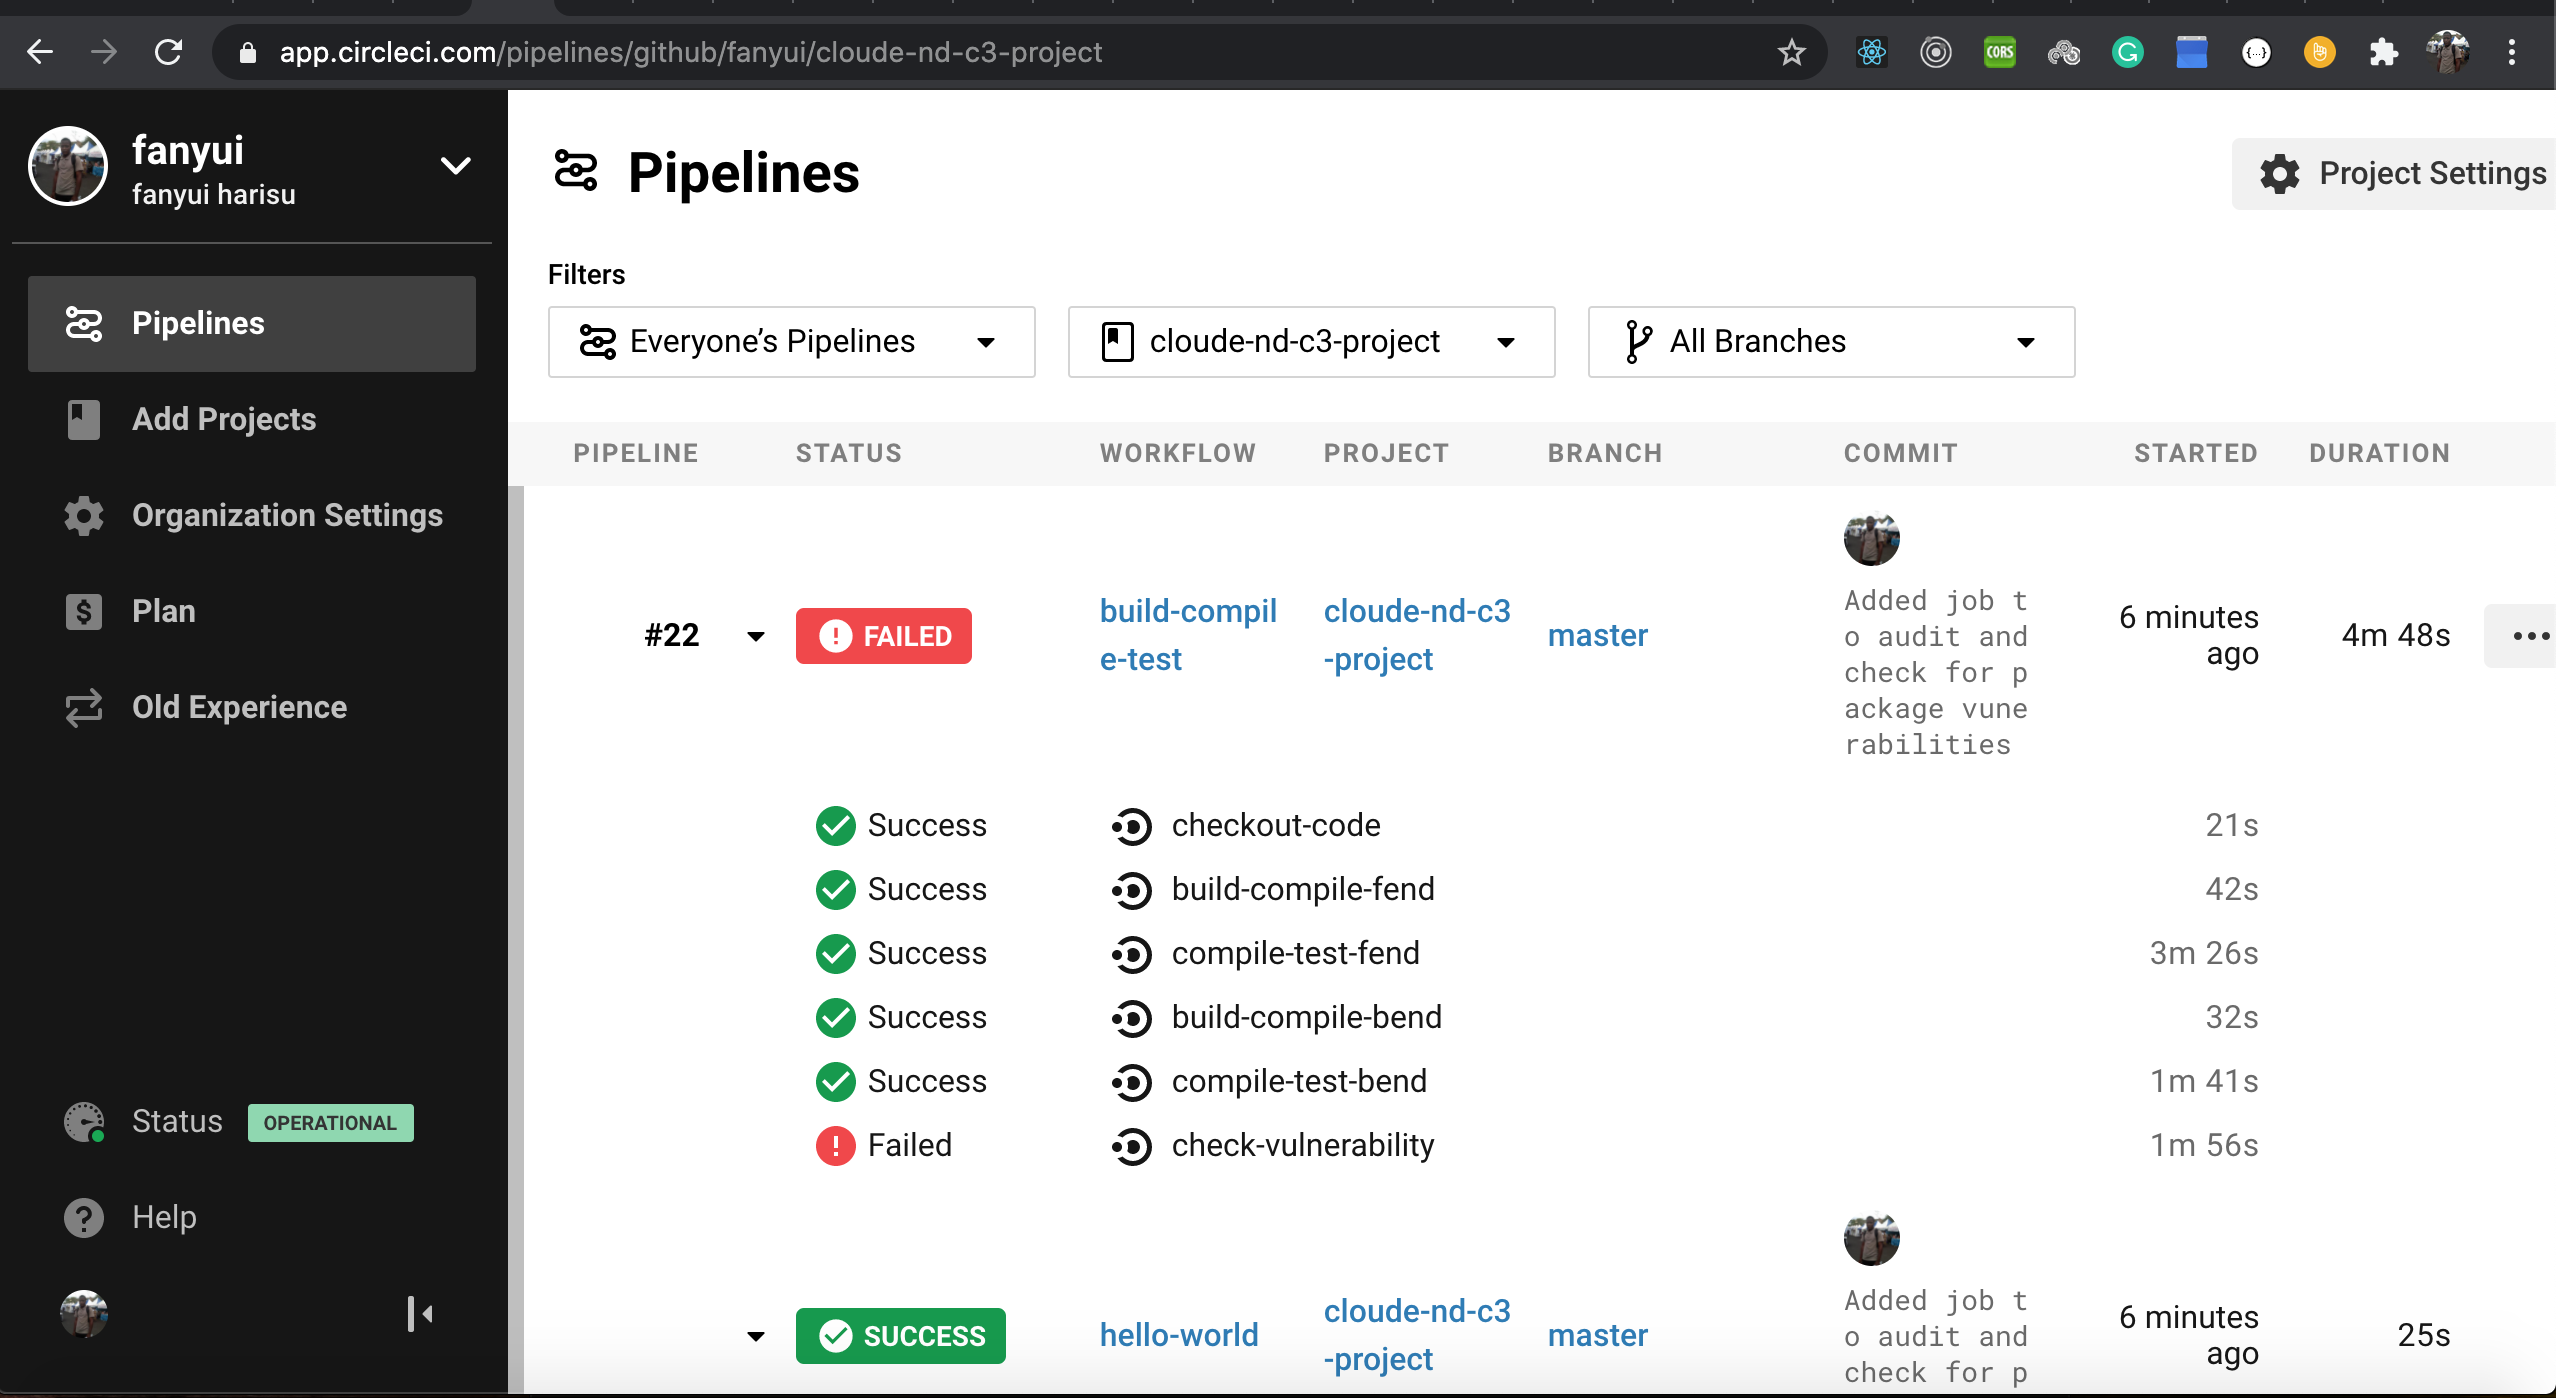 app.circleci.com/pipelines/github/fanyui/cloude-nd-c3-project
CORS
G
{...}
fanyui
fanyui harisu
Pipelines
Add Projects
Organization Settings
$
Plan
Old Experience
Status
OPERATIONAL
?
Help
Pipelines
Project Settings
Filters
Everyone’s Pipelines
cloude-nd-c3-project
All Branches
PIPELINE STATUS WORKFLOW PROJECT BRANCH COMMIT STARTED DURATION
#22
! FAILED
build-compil
e-test
cloude-nd-c3
-project
master
Added job t
o audit and
check for p
ackage vune
rabilities
6 minutes
ago
4m 48s
Success checkout-code 21s
Success build-compile-fend 42s
Success compile-test-fend 3m 26s
Success build-compile-bend 32s
Success compile-test-bend 1m 41s
! Failed check-vulnerability 1m 56s
SUCCESS
hello-world
cloude-nd-c3
-project
master
Added job t
o audit and
check for p
6 minutes
ago
25s